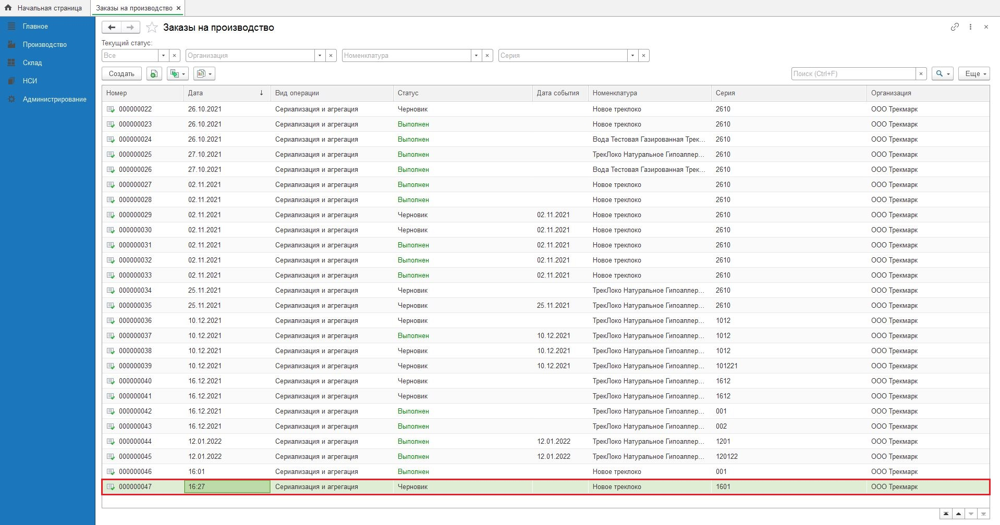 Начальная страница Заказы на производство ×
Главное
Производство
Склад
НСИ
Администрирование
Заказы на производство
Текущий статус:
Все Организация Номенклатура Серия
Создать Поиск (Ctrl+F) Еще
Номер Дата ↓ Вид операции Статус Дата события Номенклатура Серия Организация
000000022 26.10.2021 Сериализация и агрегация Черновик Новое треклоко 2610 ООО Трекмарк
000000023 26.10.2021 Сериализация и агрегация Выполнен Новое треклоко 2610 ООО Трекмарк
000000024 26.10.2021 Сериализация и агрегация Выполнен Вода Тестовая Газированная Трек... 2610 ООО Трекмарк
000000025 27.10.2021 Сериализация и агрегация Выполнен ТрекЛоко Натуральное Гипоаллер... 2610 ООО Трекмарк
000000026 27.10.2021 Сериализация и агрегация Выполнен Вода Тестовая Газированная Трек... 2610 ООО Трекмарк
000000027 02.11.2021 Сериализация и агрегация Выполнен Новое треклоко 2610 ООО Трекмарк
000000028 02.11.2021 Сериализация и агрегация Выполнен Новое треклоко 2610 ООО Трекмарк
000000029 02.11.2021 Сериализация и агрегация Черновик 02.11.2021 Новое треклоко 2610 ООО Трекмарк
000000030 02.11.2021 Сериализация и агрегация Черновик 02.11.2021 Новое треклоко 2610 ООО Трекмарк
000000031 02.11.2021 Сериализация и агрегация Выполнен 02.11.2021 Новое треклоко 2610 ООО Трекмарк
000000032 02.11.2021 Сериализация и агрегация Выполнен 02.11.2021 Новое треклоко 2610 ООО Трекмарк
000000033 02.11.2021 Сериализация и агрегация Выполнен 02.11.2021 Новое треклоко 2610 ООО Трекмарк
000000034 25.11.2021 Сериализация и агрегация Черновик ТрекЛоко Натуральное Гипоаллер... 2610 ООО Трекмарк
000000035 25.11.2021 Сериализация и агрегация Черновик 25.11.2021 ТрекЛоко Натуральное Гипоаллер... 2610 ООО Трекмарк
000000036 10.12.2021 Сериализация и агрегация Черновик ТрекЛоко Натуральное Гипоаллер... 1012 ООО Трекмарк
000000037 10.12.2021 Сериализация и агрегация Выполнен 10.12.2021 ТрекЛоко Натуральное Гипоаллер... 1012 ООО Трекмарк
000000038 10.12.2021 Сериализация и агрегация Черновик 10.12.2021 ТрекЛоко Натуральное Гипоаллер... 1012 ООО Трекмарк
000000039 10.12.2021 Сериализация и агрегация Черновик 10.12.2021 ТрекЛоко Натуральное Гипоаллер... 101221 ООО Трекмарк
000000040 16.12.2021 Сериализация и агрегация Черновик ТрекЛоко Натуральное Гипоаллер... 1612 ООО Трекмарк
000000041 16.12.2021 Сериализация и агрегация Черновик ТрекЛоко Натуральное Гипоаллер... 1612 ООО Трекмарк
000000042 16.12.2021 Сериализация и агрегация Выполнен ТрекЛоко Натуральное Гипоаллер... 001 ООО Трекмарк
000000043 16.12.2021 Сериализация и агрегация Выполнен ТрекЛоко Натуральное Гипоаллер... 002 ООО Трекмарк
000000044 12.01.2022 Сериализация и агрегация Выполнен 12.01.2022 ТрекЛоко Натуральное Гипоаллер... 1201 ООО Трекмарк
000000045 12.01.2022 Сериализация и агрегация Выполнен 12.01.2022 ТрекЛоко Натуральное Гипоаллер... 120122 ООО Трекмарк
000000046 16:01 Сериализация и агрегация Выполнен Новое треклоко 001 ООО Трекмарк
000000047 16:27 Сериализация и агрегация Черновик Новое треклоко 1601 ООО Трекмарк